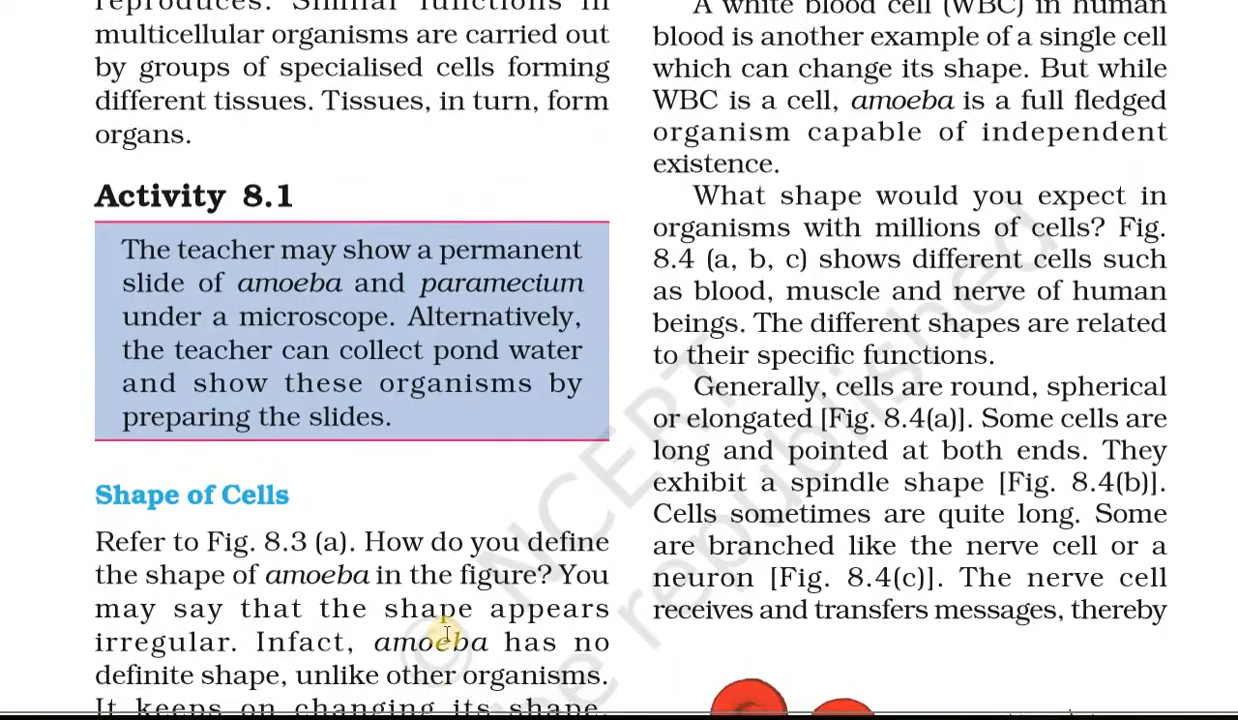 reproduces. Similar functions in
multicellular organisms are carried out
by groups of specialised cells forming
different tissues. Tissues, in turn, form
organs.
Activity 8.1
The teacher may show a permanent
slide of amoeba and paramecium
under a microscope. Alternatively,
the teacher can collect pond water
and show these organisms by
preparing the slides.
Shape of Cells
Refer to Fig. 8.3 (a). How do you define
the shape of amoeba in the figure? You
may say that the shape appears
irregular. Infact, amoeba has no
definite shape, unlike other organisms.
It keeps on changing its shape.
A white blood cell (WBC) in human
blood is another example of a single cell
which can change its shape. But while
WBC is a cell, amoeba is a full fledged
organism capable of independent
existence.
What shape would you expect in
organisms with millions of cells? Fig.
8.4 (a, b, c) shows different cells such
as blood, muscle and nerve of human
beings. The different shapes are related
to their specific functions.
Generally, cells are round, spherical
or elongated [Fig. 8.4(a)]. Some cells are
long and pointed at both ends. They
exhibit a spindle shape [Fig. 8.4(b)].
Cells sometimes are quite long. Some
are branched like the nerve cell or a
neuron [Fig. 8.4(c)]. The nerve cell
receives and transfers messages, thereby
© NCERT
be republished